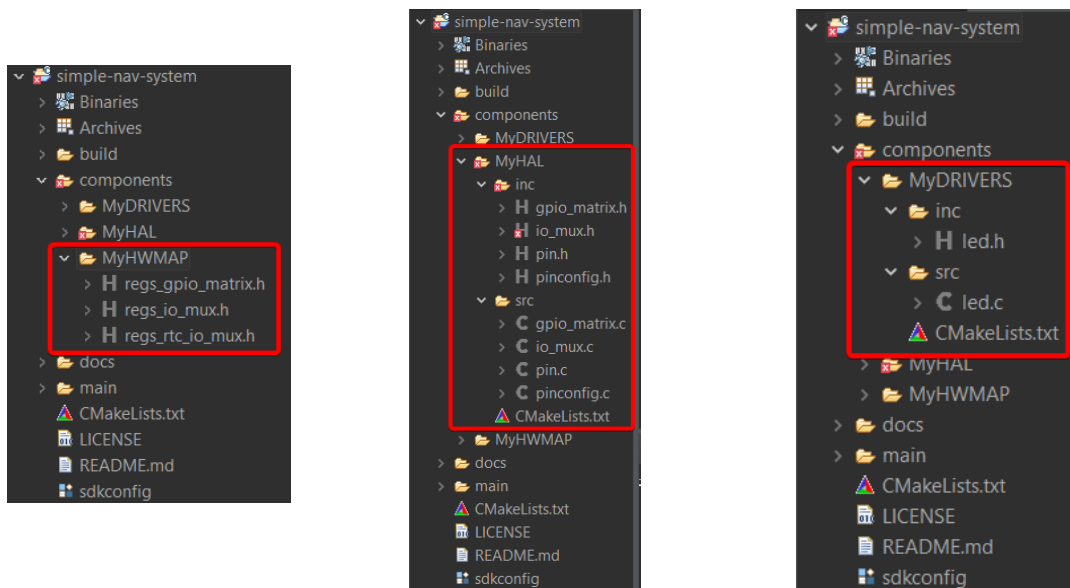 simple-nav-system
Binaries
Archives
build
components
MyDRIVERS
MyHAL
MyHWMAP
regs_gpio_matrix.h
regs_io_mux.h
regs_rtc_io_mux.h
docs
main
CMakeLists.txt
LICENSE
README.md
sdkconfig
simple-nav-system
Binaries
Archives
build
components
MyDRIVERS
MyHAL
inc
gpio_matrix.h
io_mux.h
pin.h
pinconfig.h
src
gpio_matrix.c
io_mux.c
pin.c
pinconfig.c
CMakeLists.txt
MyHWMAP
docs
main
CMakeLists.txt
LICENSE
README.md
sdkconfig
simple-nav-system
Binaries
Archives
build
components
MyDRIVERS
inc
led.h
src
led.c
CMakeLists.txt
MyHAL
MyHWMAP
docs
main
CMakeLists.txt
LICENSE
README.md
sdkconfig